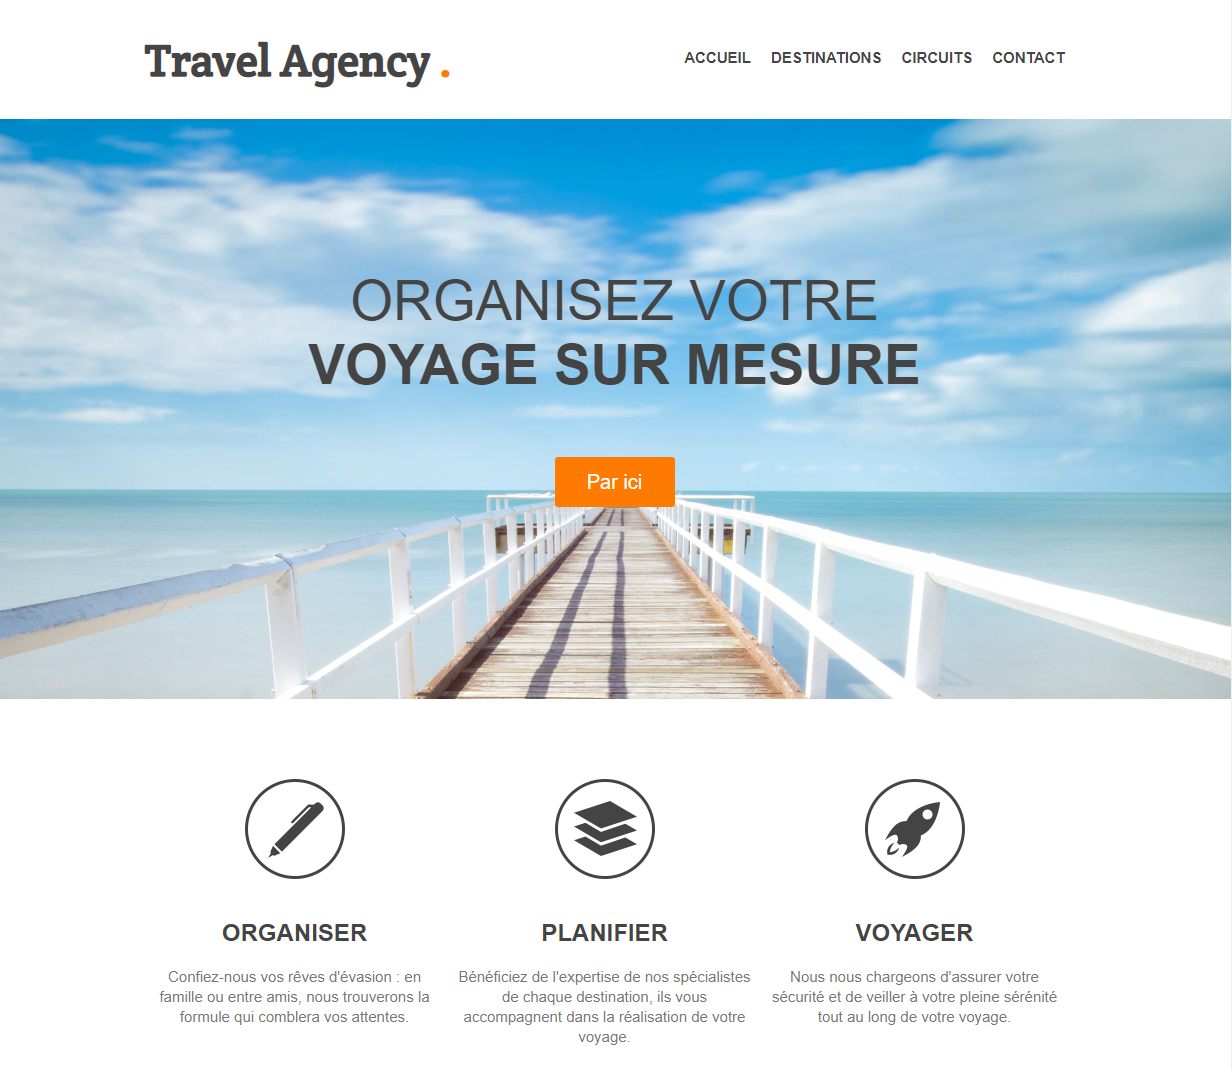 Travel Agency .
ACCUEIL DESTINATIONS CIRCUITS CONTACT
ORGANISEZ VOTRE
VOYAGE SUR MESURE
Par ici
ORGANISER
Confiez-nous vos rêves d'évasion : en
famille ou entre amis, nous trouverons la
formule qui comblera vos attentes.
PLANIFIER
Bénéficiez de l'expertise de nos spécialistes
de chaque destination, ils vous
accompagnent dans la réalisation de votre
voyage.
VOYAGER
Nous nous chargeons d'assurer votre
sécurité et de veiller à votre pleine sérénité
tout au long de votre voyage.